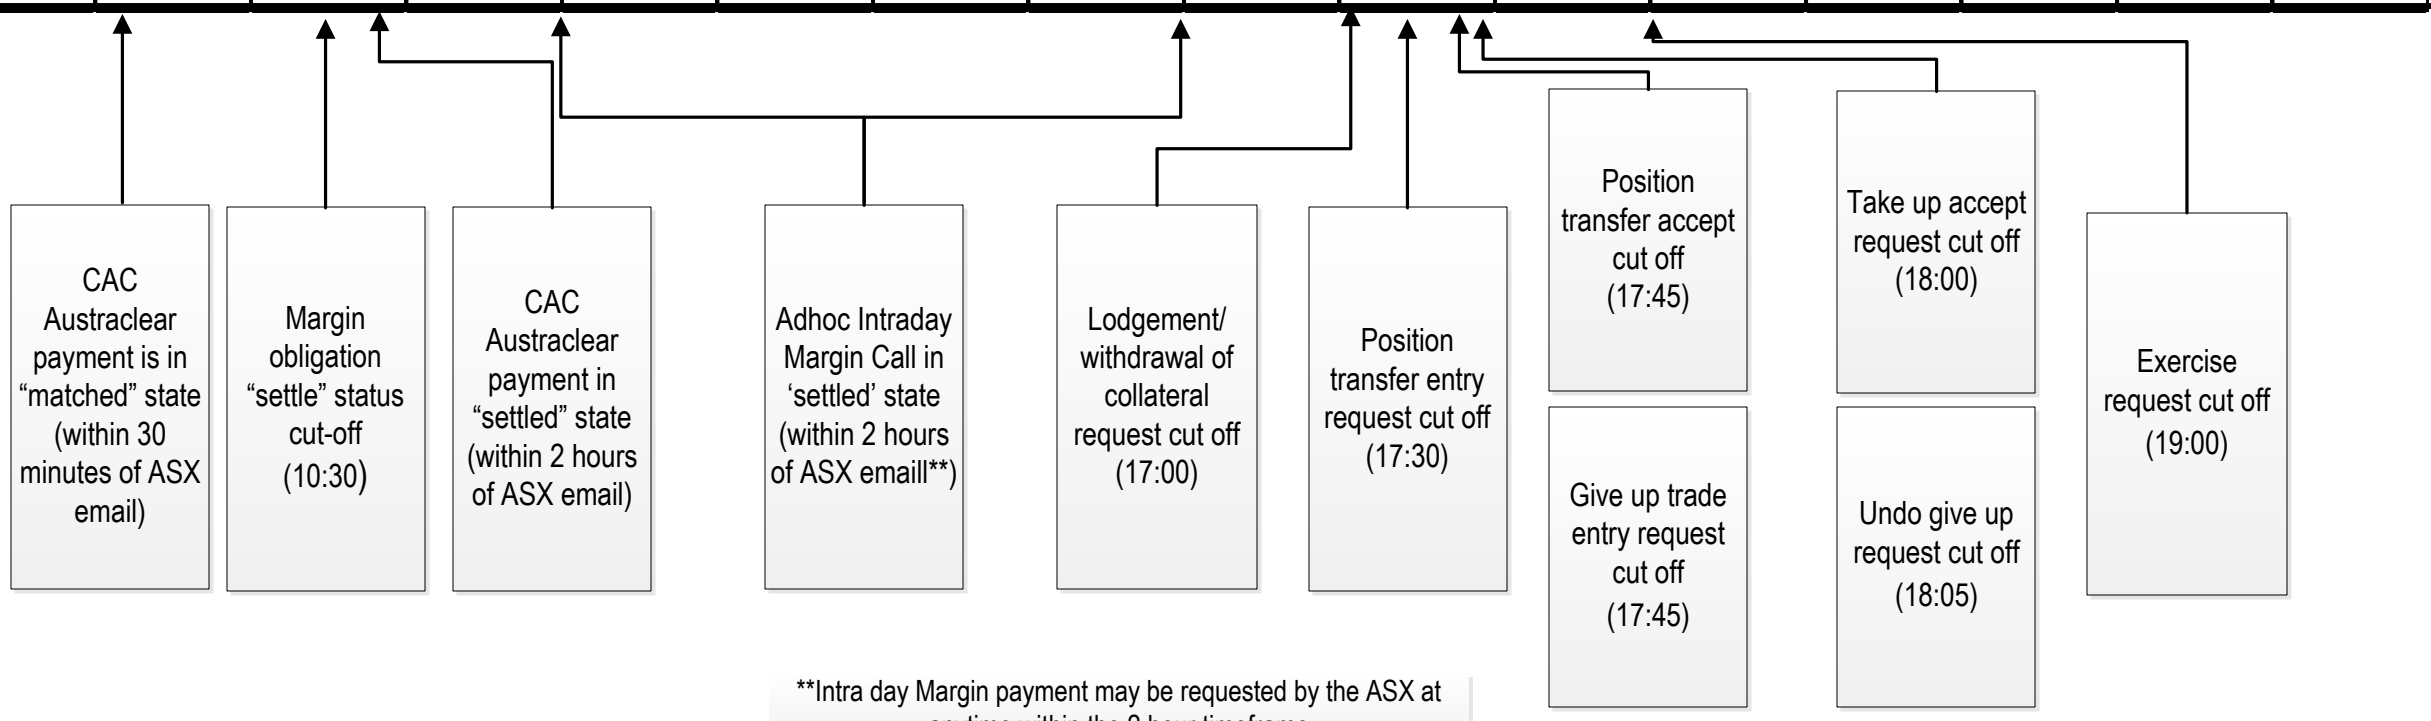 CAC
Austraclear
payment is in
“matched” state
(within 30
minutes of ASX
email)
Margin
obligation
“settle” status
cut-off
(10:30)
CAC
Austraclear
payment in
“settled” state
(within 2 hours
of ASX email)
Adhoc Intraday
Margin Call in
‘settled’ state
(within 2 hours
of ASX emaill**)
Lodgement/
withdrawal of
collateral
request cut off
(17:00)
Position
transfer entry
request cut off
(17:30)
Position
transfer accept
cut off
(17:45)
Give up trade
entry request
cut off
(17:45)
Take up accept
request cut off
(18:00)
Undo give up
request cut off
(18:05)
Exercise
request cut off
(19:00)
**Intra day Margin payment may be requested by the ASX at
anytime within the hour timeframe